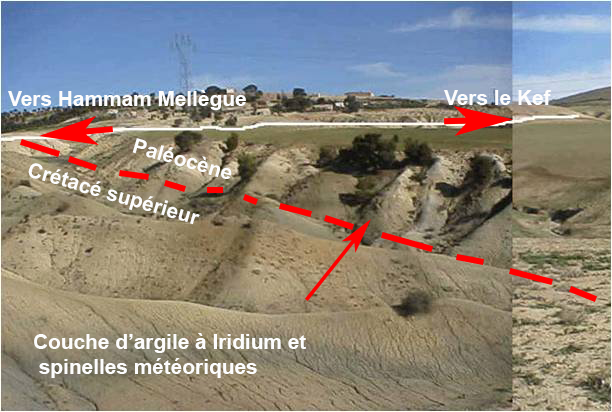 Vers Hammam Mellegue
Vers le Kef
Paléocène
Crétacé supérieur
Couche d'argile à Iridium et
spinelles météoriques